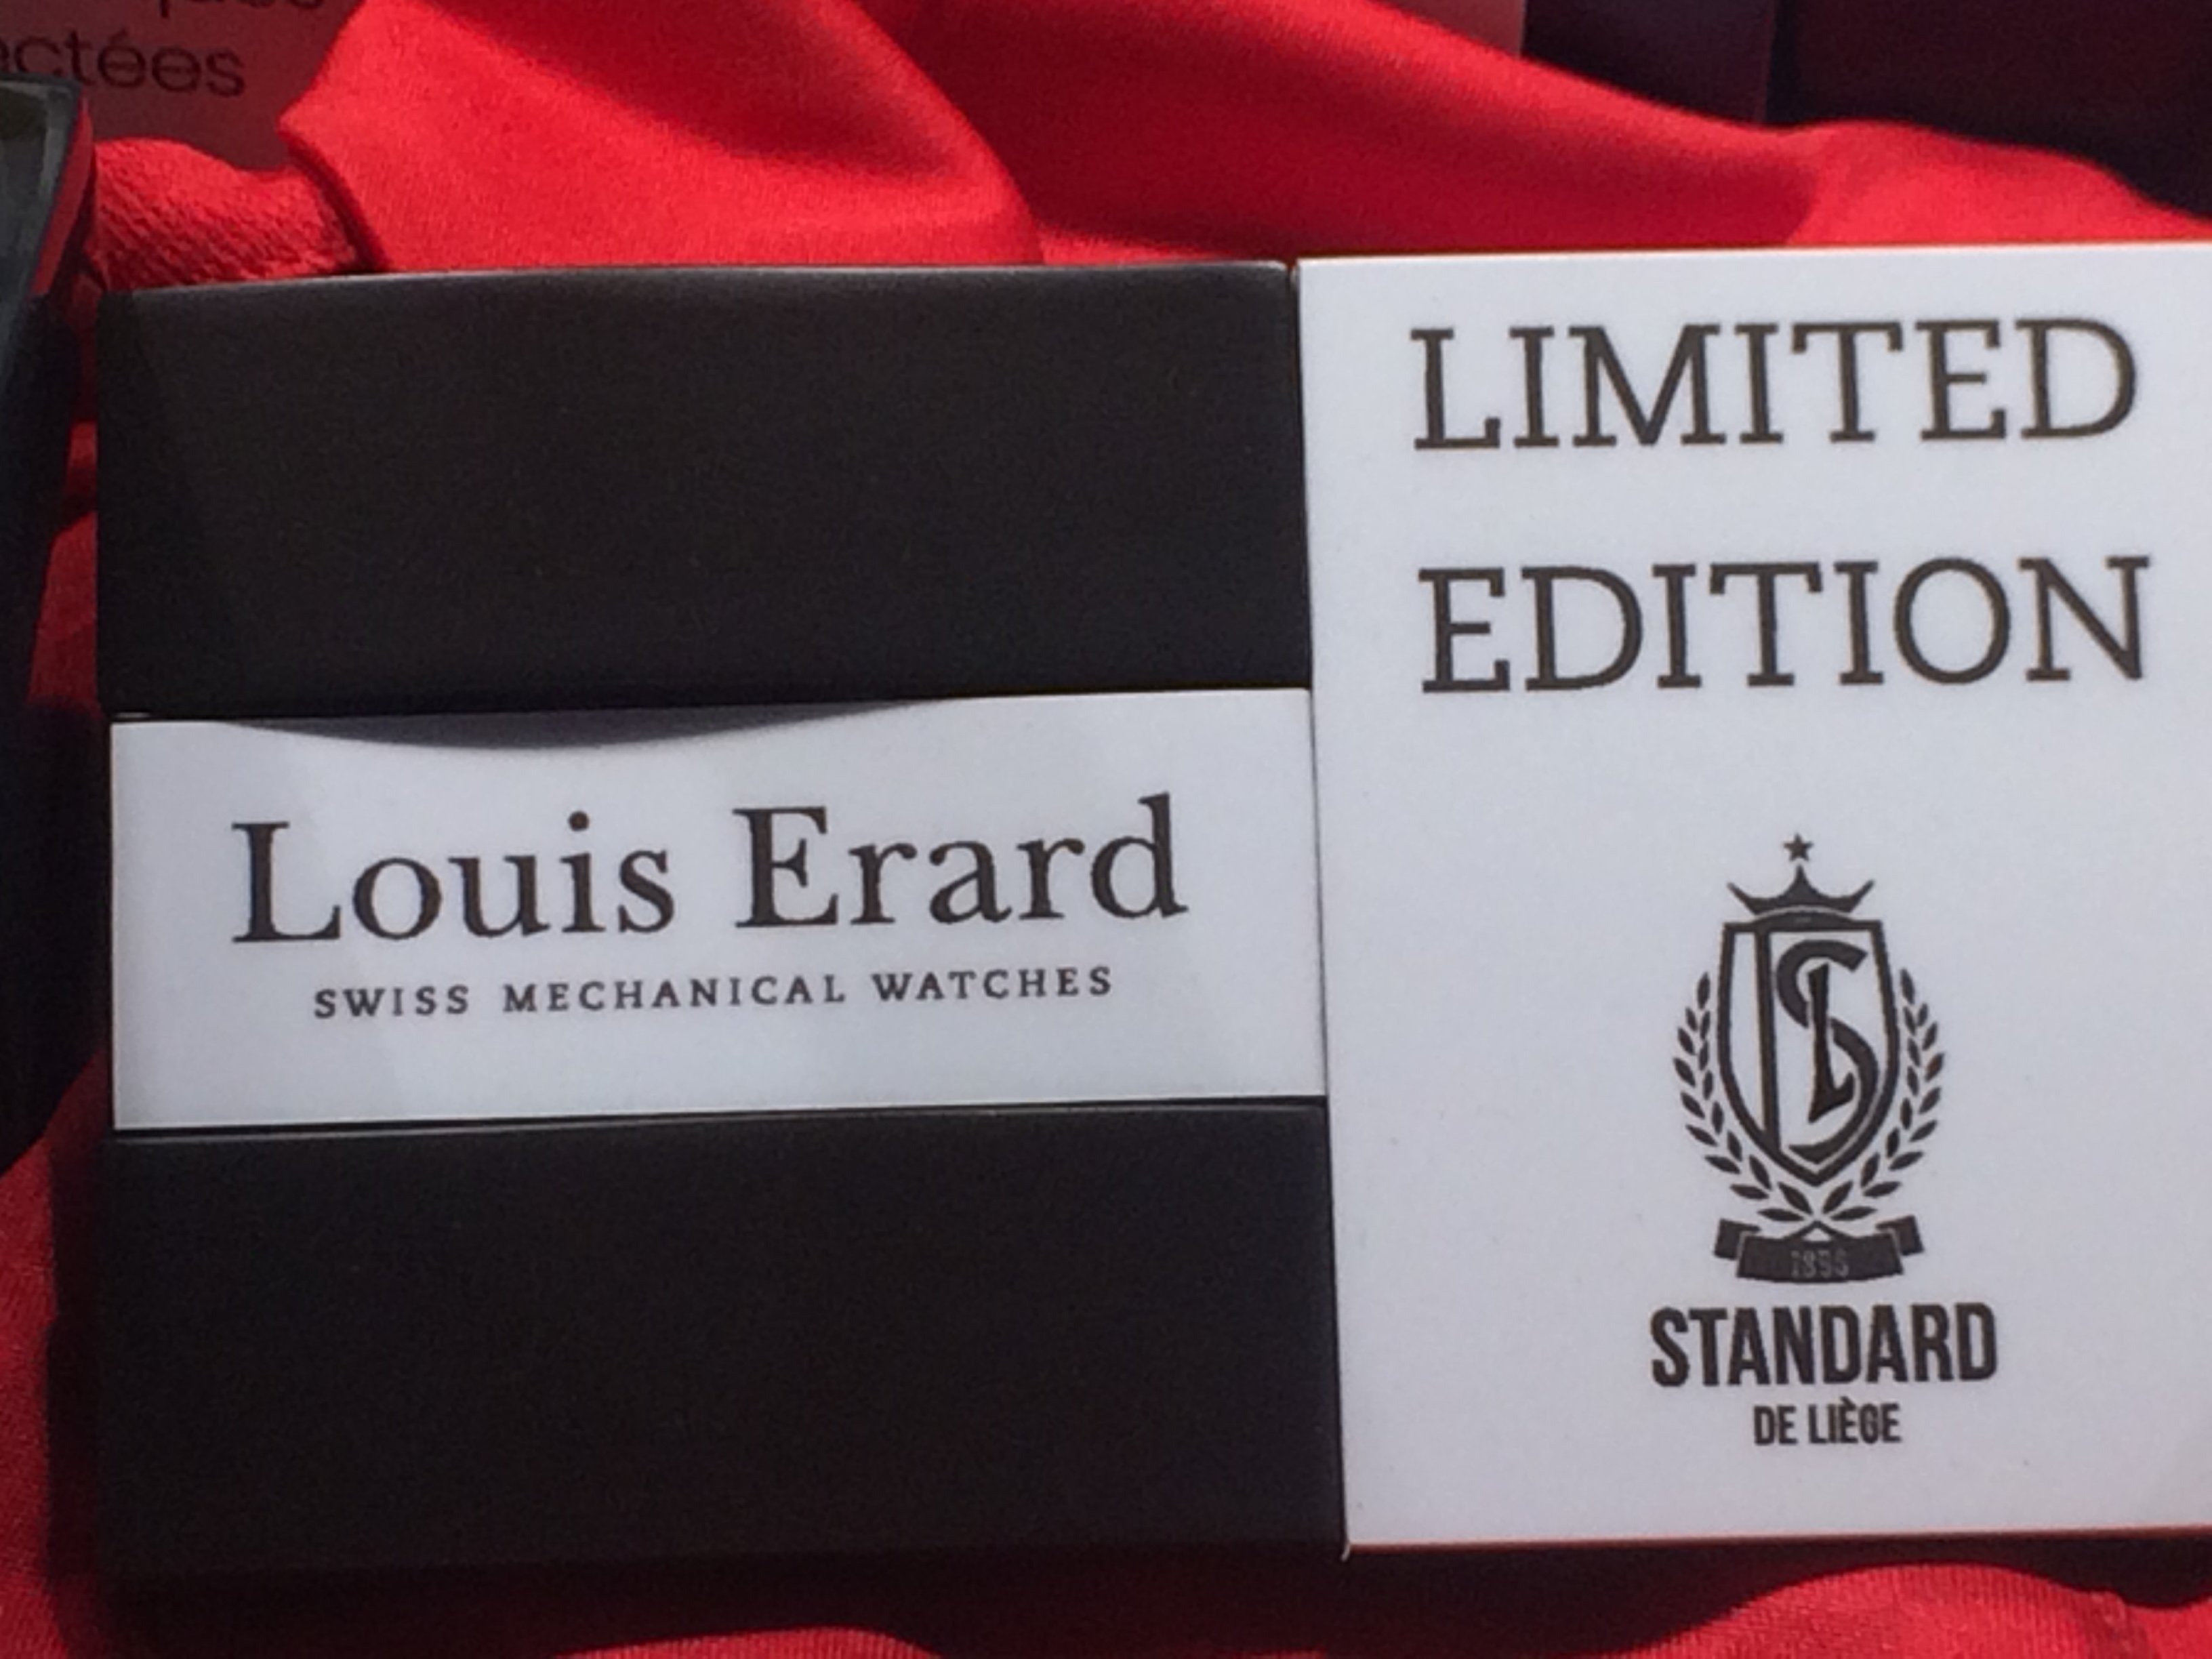 ectées
Louis Erard
SWISS MECHANICAL WATCHES
LIMITED
EDITION
STANDARD
DE LIÈGE